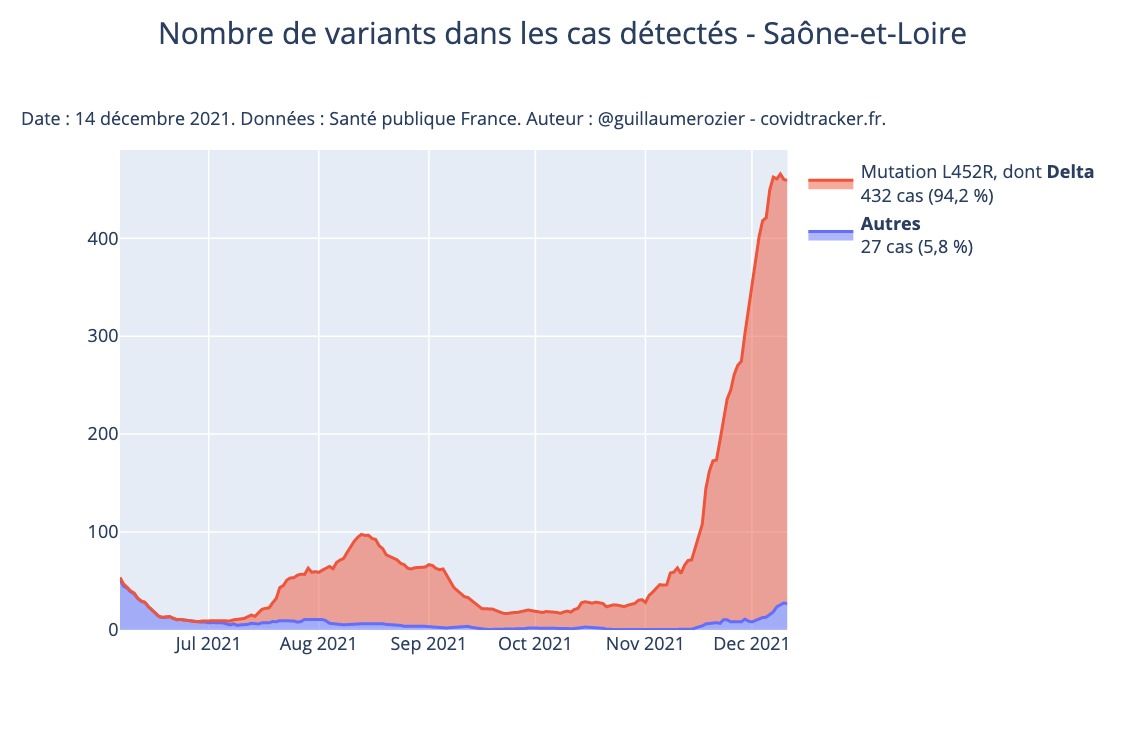 Nombre de variants dans les cas détectés - Saône-et-Loire
Date : 14 décembre 2021. Données : Santé publique France. Auteur : @guillaumerozier - covidtracker.fr.
Mutation L452R, dont Delta
432 cas (94,2 %)
Autres
27 cas (5,8 %)
400
300
200
100
0
Jul 2021
Aug 2021
Sep 2021
Oct 2021
Nov 2021
Dec 2021